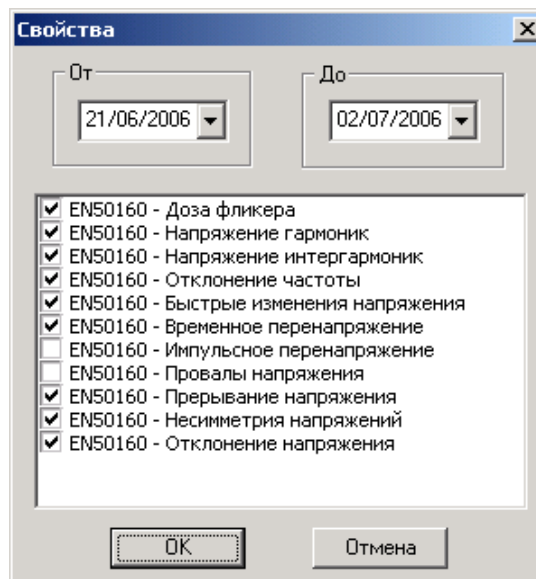 Свойства
От
До
21/06/2006
02/07/2006
EN50160 - Доза фликера
EN50160 - Напряжение гармоник
EN50160 - Напряжение интергармоник
EN50160 - Отклонение частоты
EN50160 - Быстрые изменения напряжения
EN50160 - Временное перенапряжение
EN50160 - Импульсное перенапряжение
EN50160 - Провалы напряжения
EN50160 - Прерывание напряжения
EN50160 - Несимметрия напряжений
EN50160 - Отклонение напряжения
OK
Отмена